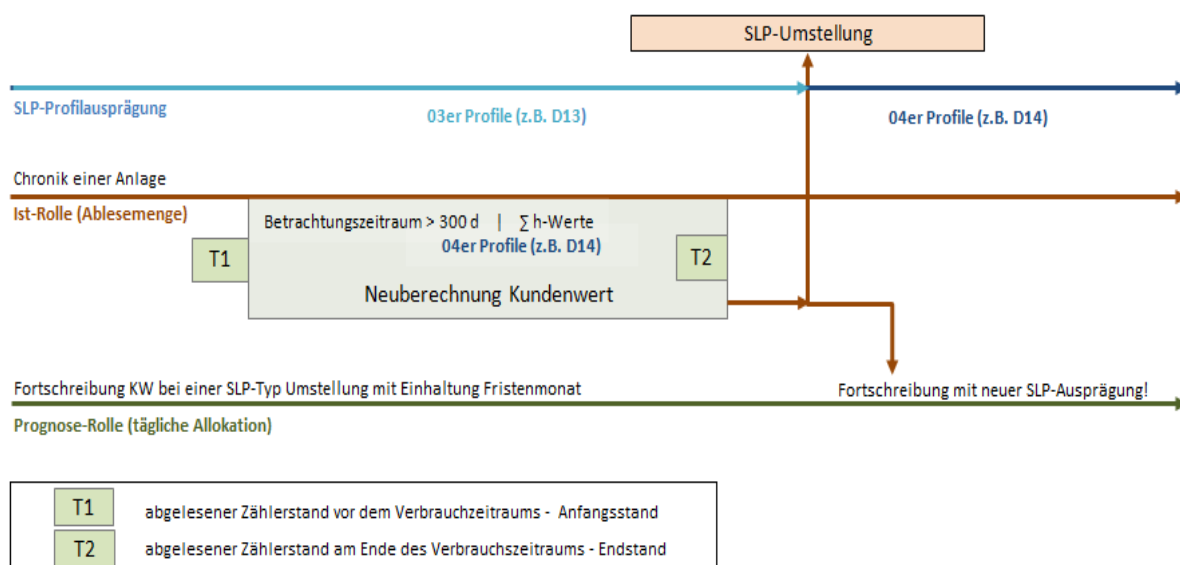 SLP-Umstellung
SLP-Profilausprägung
03er Profile (z.B. D13)
04er Profile (z.B. D14)
Chronik einer Anlage
Ist-Rolle (Ablesemenge)
Betrachtungszeitraum > 300 d | ∑ h-Werte
04er Profile (z.B. D14)
T1
T2
Neuberechnung Kundenwert
Fortschreibung KW bei einer SLP-Typ Umstellung mit Einhaltung Fristenmonat
Fortschreibung mit neuer SLP-Ausprägung!
Prognose-Rolle (tägliche Allokation)
T1 abgelesener Zählerstand vor dem Verbrauchzeitraums - Anfangsstand
T2 abgelesener Zählerstand am Ende des Verbrauchszeitraums - Endstand